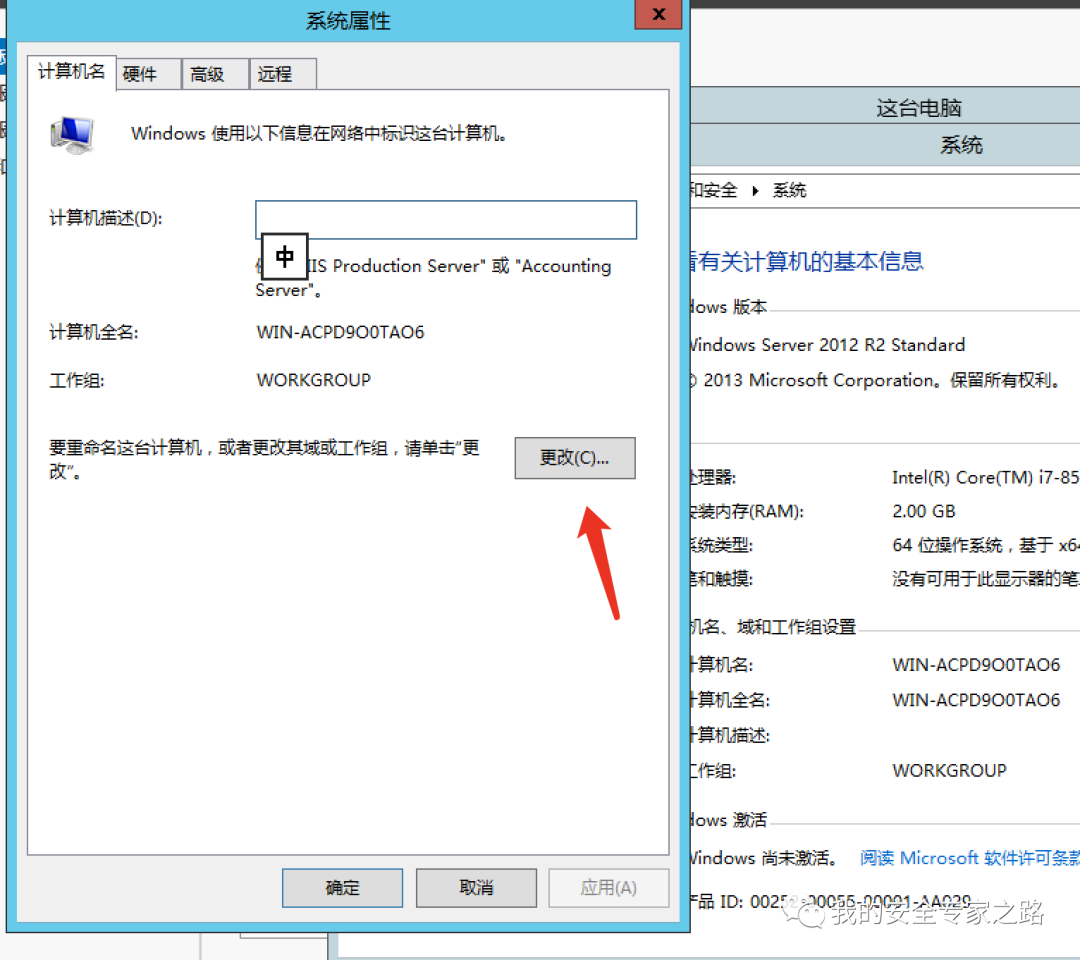 系统属性
x
计算机名
硬件
高级
远程
Windows 使用以下信息在网络中标识这台计算机。
计算机描述(D):
中
IIS Production Server" 或 "Accounting
Server"。
计算机全名:
WIN-ACPD9O0TAO6
工作组:
WORKGROUP
要重命名这台计算机，或者更改其域或工作组，请单击“更
改”。
更改(C)...
确定
取消
应用(A)
这台电脑
系统
和安全 系统
有关计算机的基本信息
dows 版本
Windows Server 2012 R2 Standard
© 2013 Microsoft Corporation。保留所有权利。
处理器:
Intel(R) Core(TM) i7-85
安装内存(RAM):
2.00 GB
系统类型:
64 位操作系统，基于 x64
笔和触摸:
没有可用于此显示器的笔
机名、域和工作组设置
计算机名:
WIN-ACPD9O0TAO6
计算机全名:
WIN-ACPD9O0TAO6
计算机描述:
工作组:
WORKGROUP
dows 激活
Windows 尚未激活。 阅读 Microsoft 软件许可条款
产品 ID: 00252-00055-00001-AA029
我的安全专家之路